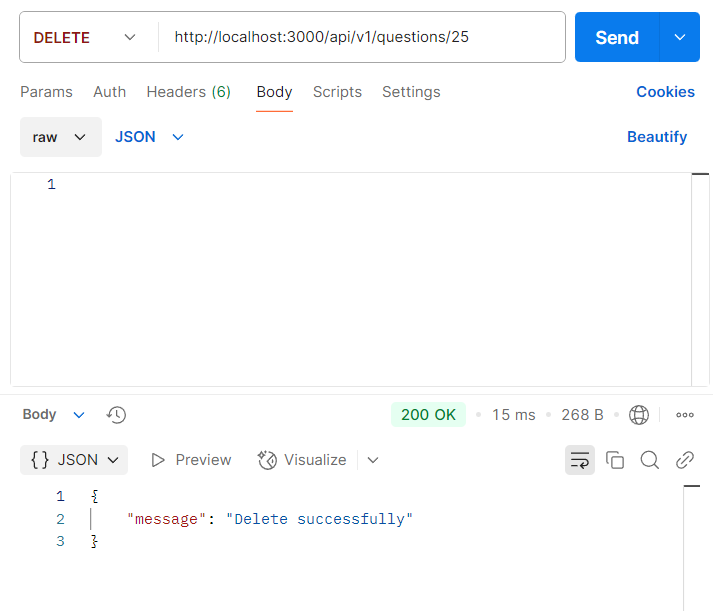 DELETE http://localhost:3000/api/v1/questions/25 Send
Params Auth Headers (6) Body Scripts Settings Cookies
raw JSON Beautify
1
Body 200 OK 15 ms 268 B
{} JSON Preview Visualize
1 {
2 "message": "Delete successfully"
3 }